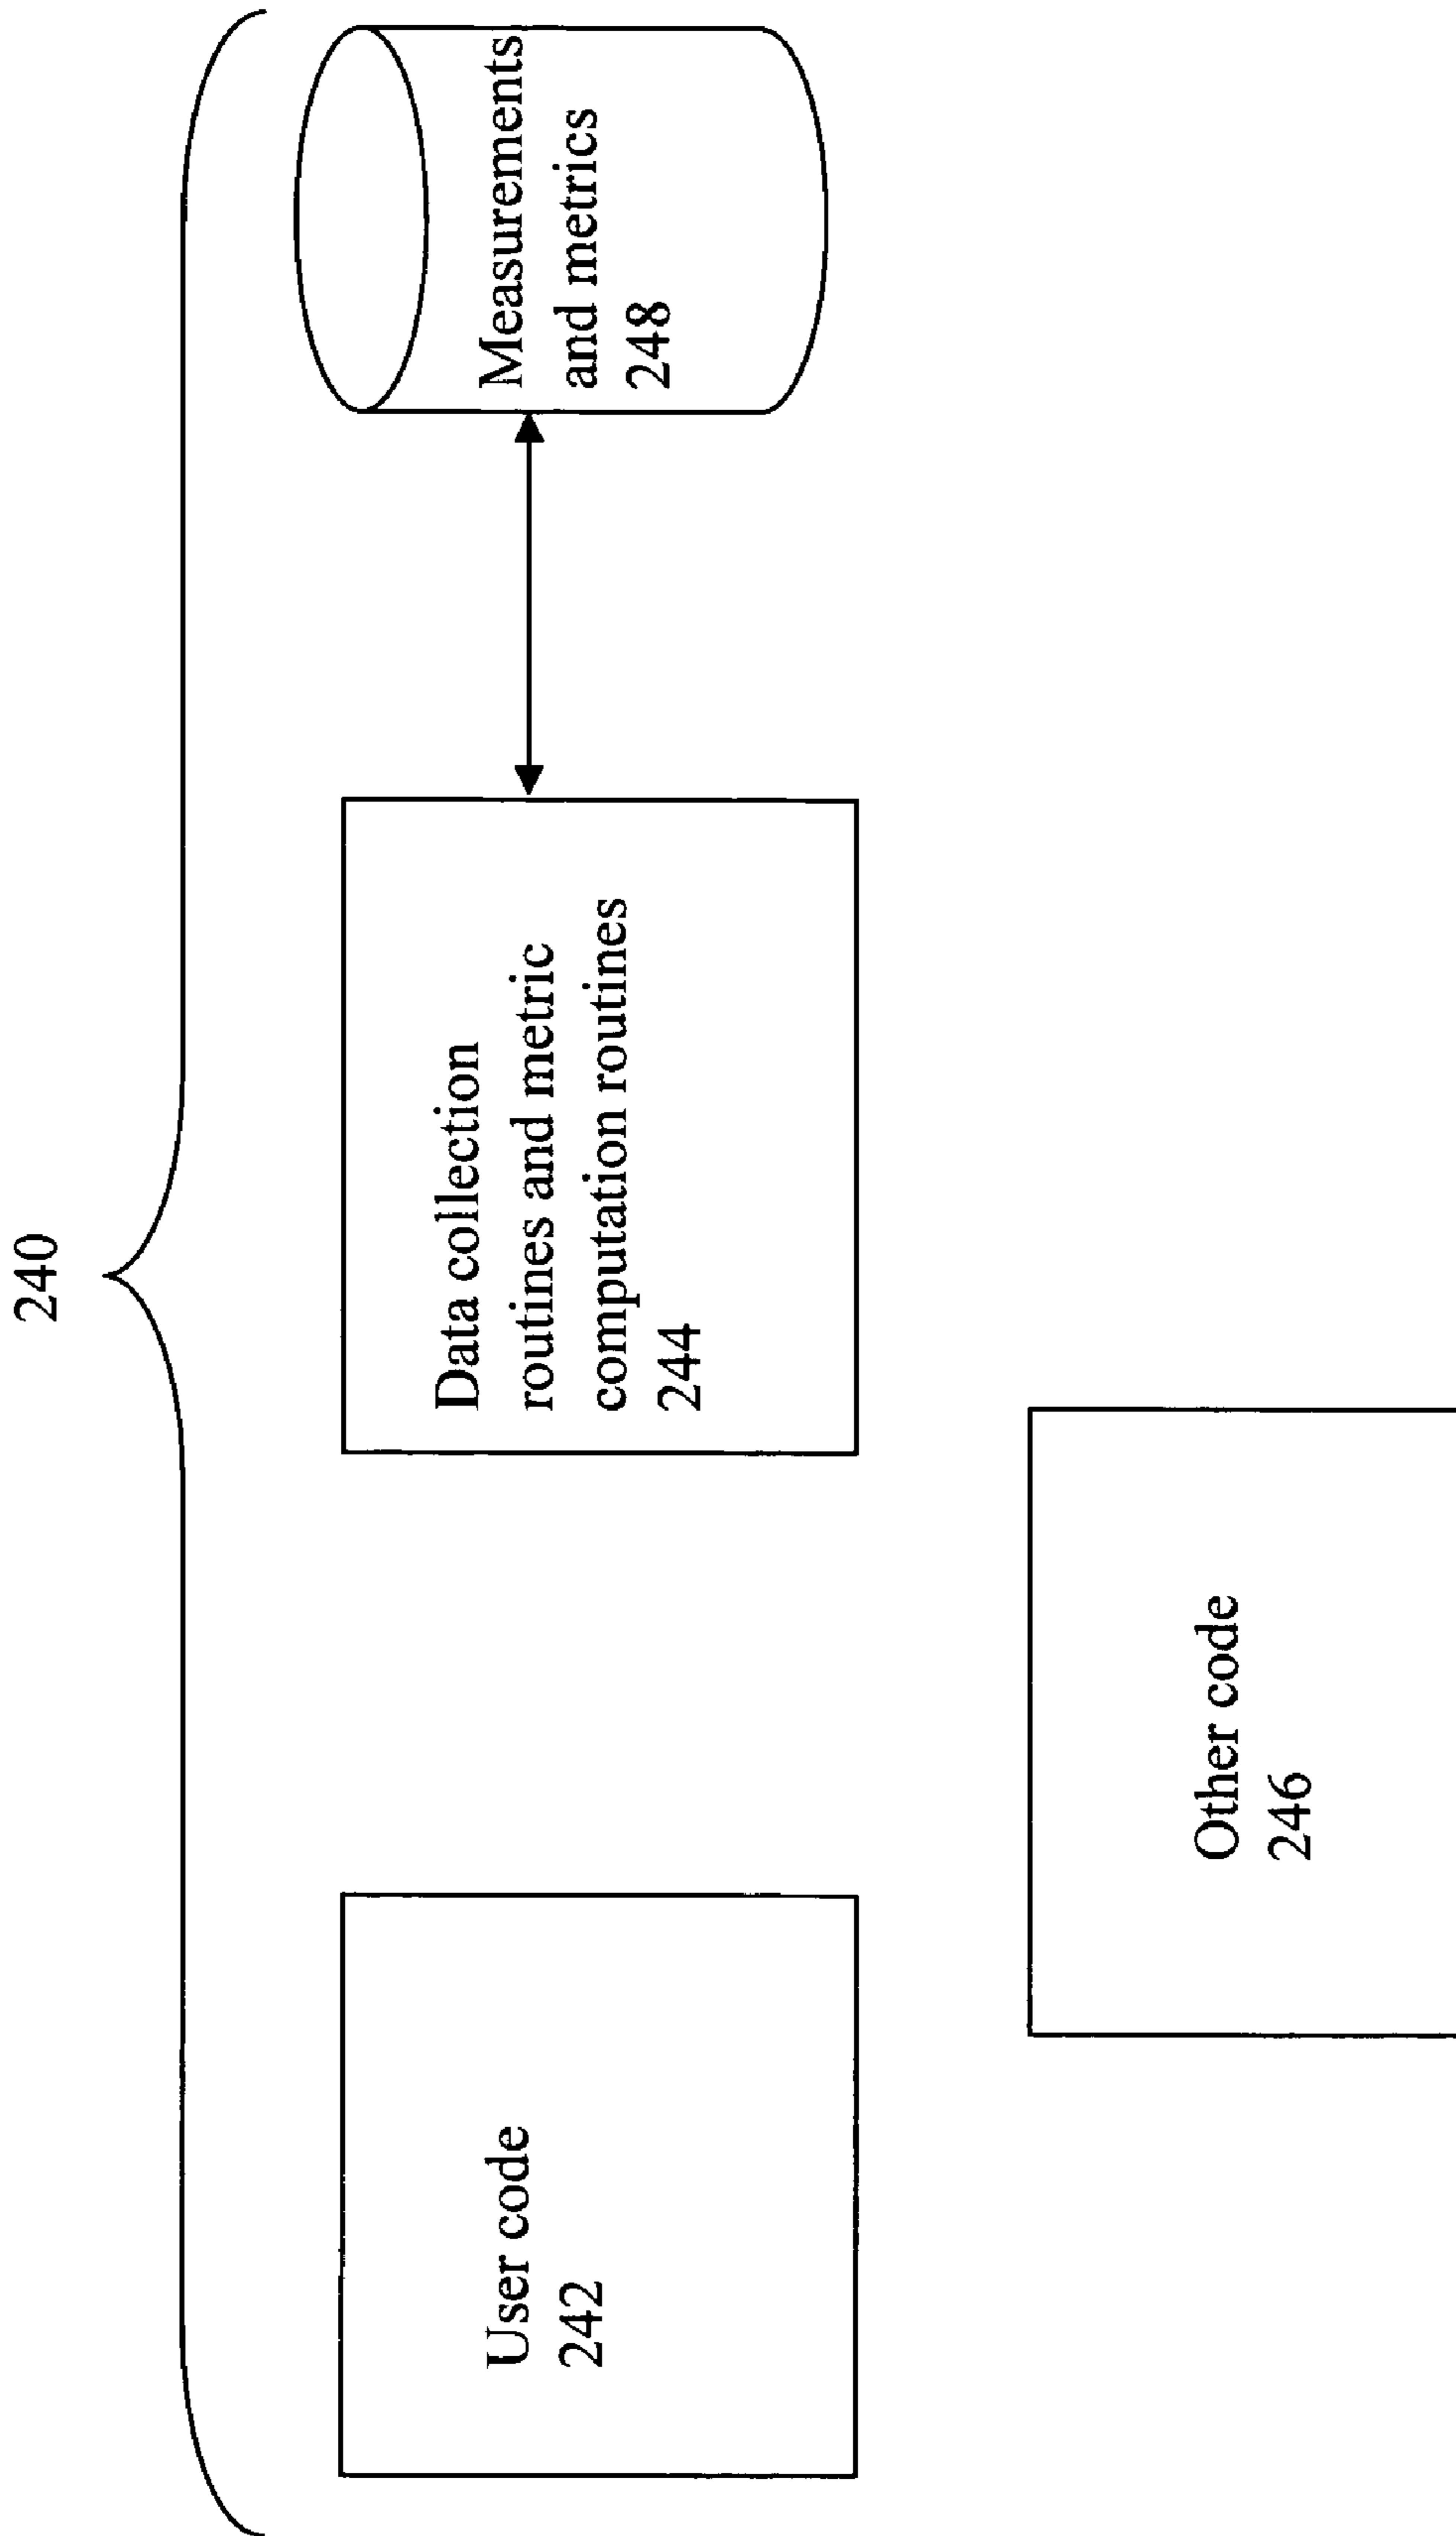 240
User code
242
Data collection
routines and metric
computation routines
244
Measurements
and metrics
248
Other code
246